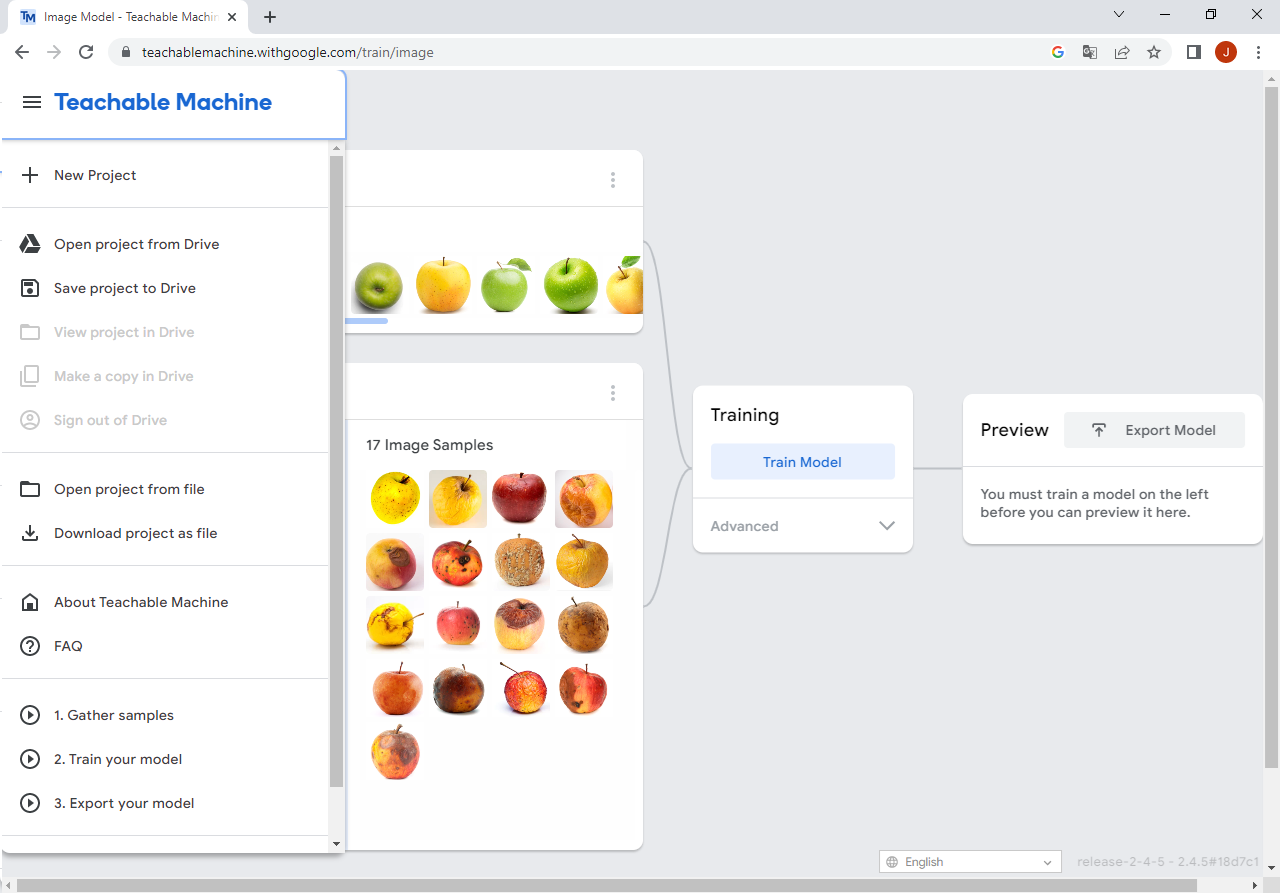 Image Model - Teachable Machin
teachablemachine.withgoogle.com/train/image
J
Teachable Machine
New Project
Open project from Drive
Save project to Drive
View project in Drive
Make a copy in Drive
Sign out of Drive
Open project from file
Download project as file
About Teachable Machine
FAQ
1. Gather samples
2. Train your model
3. Export your model
17 Image Samples
Training
Train Model
Advanced
Preview
Export Model
You must train a model on the left
before you can preview it here.
English
release-2-4-5 - 2.4.5#18d7c1